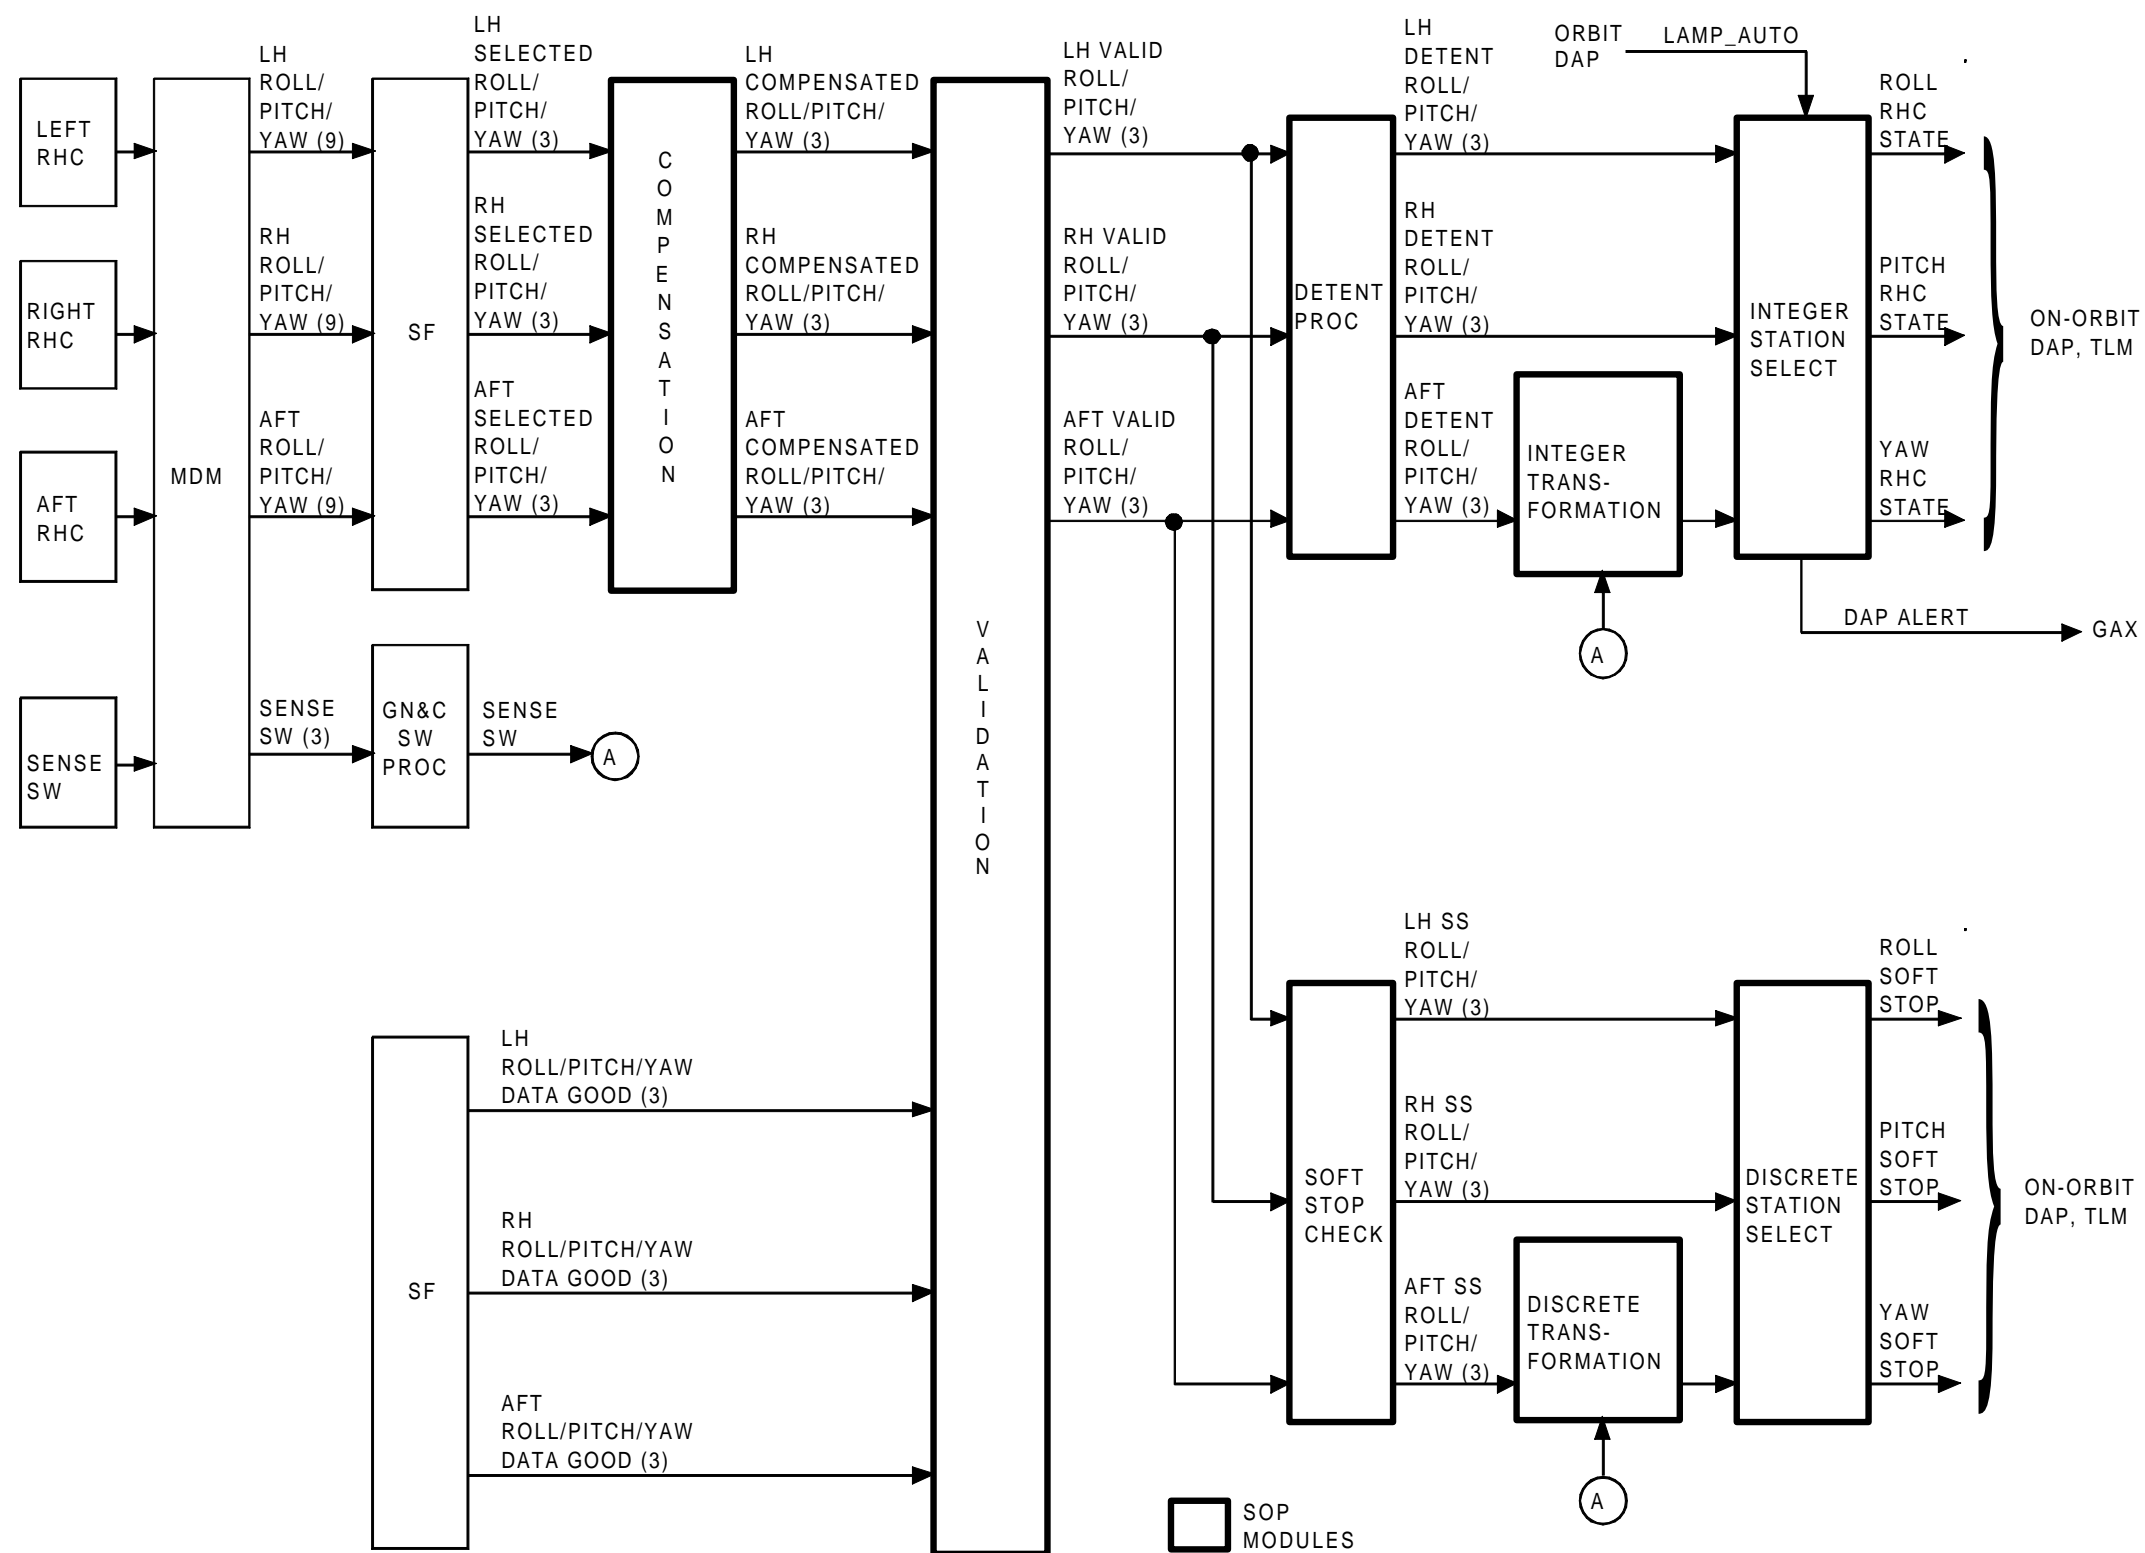 LEFT
RHC
RIGHT
RHC
AFT
RHC
SENSE
SW
MDM
LH
ROLL/
PITCH/
YAW (9)
RH
ROLL/
PITCH/
YAW (9)
AFT
ROLL/
PITCH/
YAW (9)
SENSE
SW (3)
SF
GN&C
SW
PROC
LH
SELECTED
ROLL/
PITCH/
YAW (3)
RH
SELECTED
ROLL/
PITCH/
YAW (3)
AFT
SELECTED
ROLL/
PITCH/
YAW (3)
SENSE
SW
A
COMPENSATION
LH
COMPENSATED
ROLL/PITCH/
YAW (3)
RH
COMPENSATED
ROLL/PITCH/
YAW (3)
AFT
COMPENSATED
ROLL/PITCH/
YAW (3)
SF
LH
ROLL/PITCH/YAW
DATA GOOD (3)
RH
ROLL/PITCH/YAW
DATA GOOD (3)
AFT
ROLL/PITCH/YAW
DATA GOOD (3)
VALIDATION
LH VALID
ROLL/
PITCH/
YAW (3)
RH VALID
ROLL/
PITCH/
YAW (3)
AFT VALID
ROLL/
PITCH/
YAW (3)
DETENT
PROC
LH
DETENT
ROLL/
PITCH/
YAW (3)
RH
DETENT
ROLL/
PITCH/
YAW (3)
AFT
DETENT
ROLL/
PITCH/
YAW (3)
INTEGER
TRANS-
FORMATION
A
ORBIT
DAP
LAMP_AUTO
INTEGER
STATION
SELECT
ROLL
RHC
STATE
PITCH
RHC
STATE
YAW
RHC
STATE
ON-ORBIT
DAP, TLM
DAP ALERT
GAX
SOFT
STOP
CHECK
LH SS
ROLL/
PITCH/
YAW (3)
RH SS
ROLL/
PITCH/
YAW (3)
AFT SS
ROLL/
PITCH/
YAW (3)
DISCRETE
TRANS-
FORMATION
A
DISCRETE
STATION
SELECT
ROLL
SOFT
STOP
PITCH
SOFT
STOP
YAW
SOFT
STOP
ON-ORBIT
DAP, TLM
SOP
MODULES